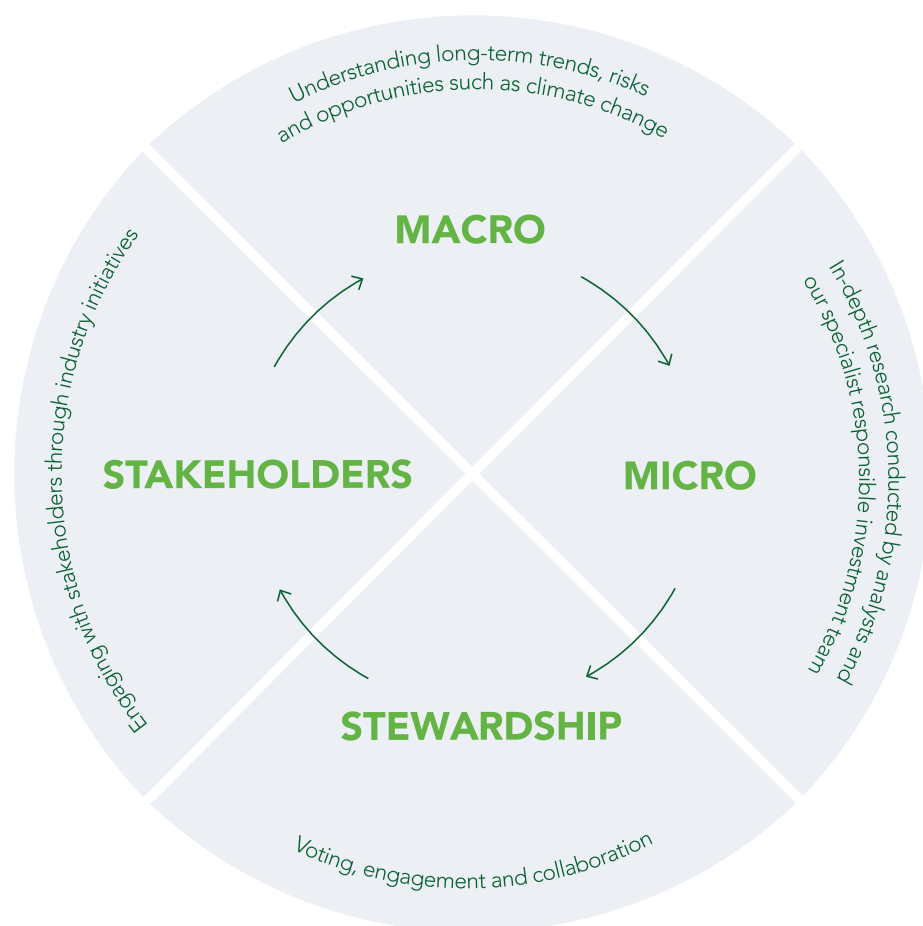 Understanding long-term trends, risks
and opportunities such as climate change
MACRO
In-depth research conducted by analysts and
our specialist responsible investment team
MICRO
STEWARDSHIP
Voting, engagement and collaboration
STAKEHOLDERS
Engaging with stakeholders through industry initiatives